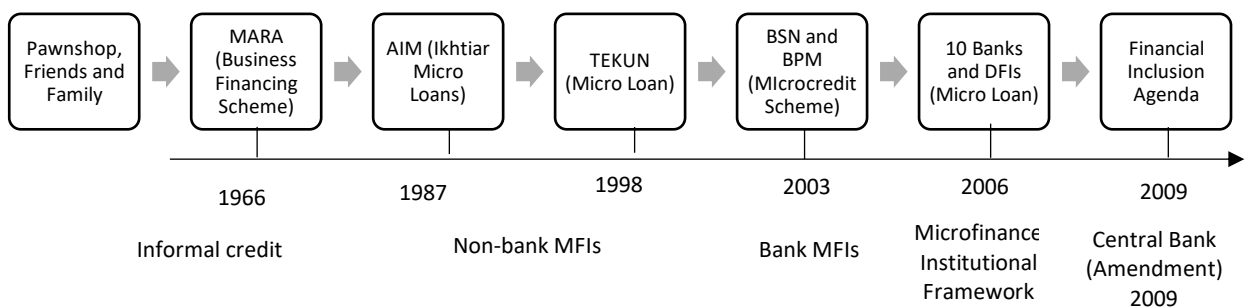 Pawnshop,
Friends and
Family
MARA
(Business
Financing
Scheme)
AIM (Ikhtiar
Micro
Loans)
TEKUN
(Micro Loan)
BSN and
BPM
(MIcrocredit
Scheme)
10 Banks
and DFIs
(Micro Loan)
Financial
Inclusion
Agenda
1966
1987
1998
2003
2006
2009
Informal credit
Non-bank MFIs
Bank MFIs
Microfinance
Institutional
Framework
Central Bank
(Amendment)
2009